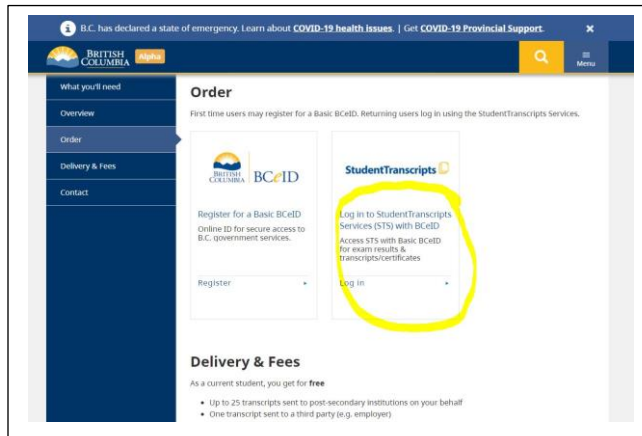 B.C. has declared a state of emergency. Learn about COVID-19 health issues. | Get COVID-19 Provincial Support.
BRITISH
COLUMBIA
Alpha
Menu
What you'll need
Overview
Order
Delivery & Fees
Contact
Order
First time users may register for a Basic BCeID. Returning users log in using the StudentTranscripts Services.
BRITISH
COLUMBIA
BCeID
Register for a Basic BCeID
Online ID for secure access to
B.C. government services.
Register
StudentTranscripts
Log in to StudentTranscripts
Services (STS) with BCeID
Access STS with Basic BCeID
for exam results &
transcripts/certificates
Log in
Delivery & Fees
As a current student, you get for free
• Up to 25 transcripts sent to post-secondary institutions on your behalf
• One transcript sent to a third party (e.g. employer)